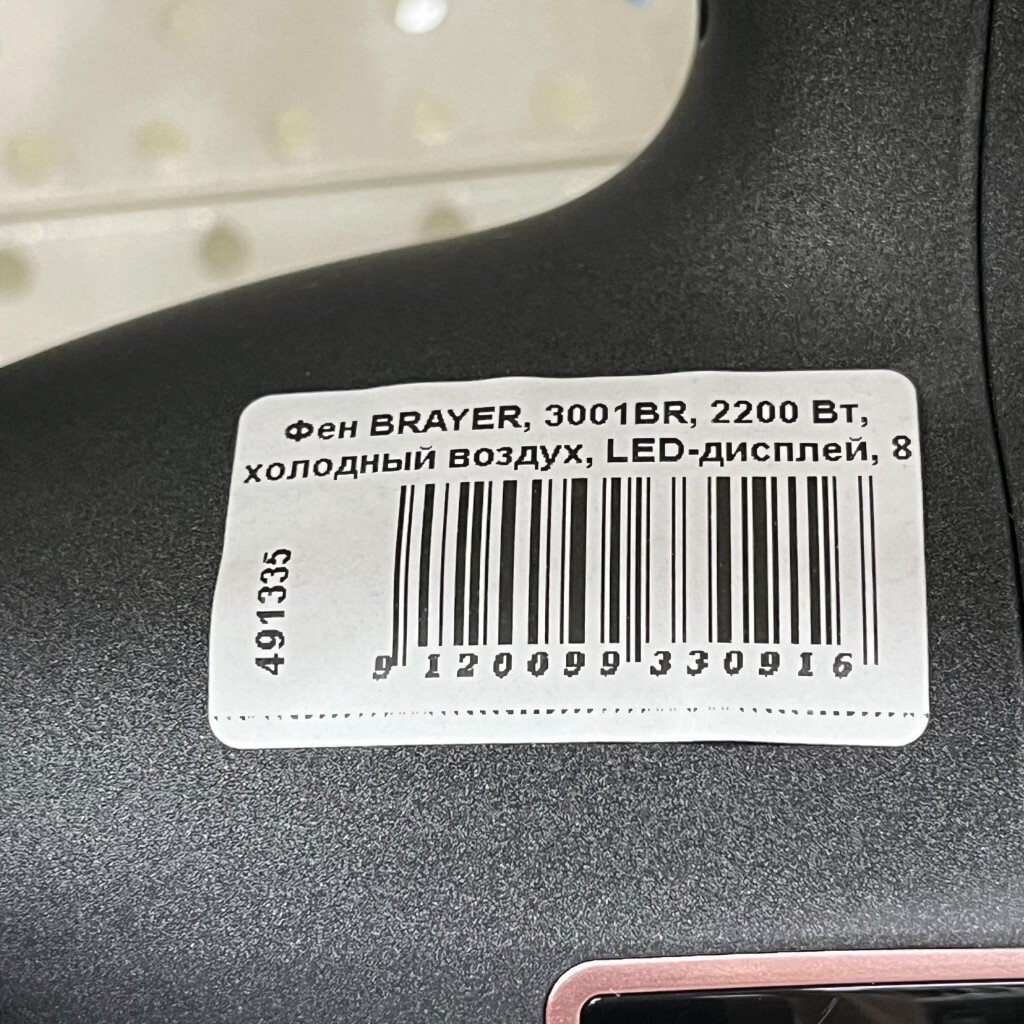 Фен BRAYER, 3001BR, 2200 Вт,
холодный воздух, LED-дисплей, 8
491335
9 120099 330916